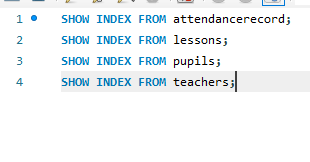 1 SHOW INDEX FROM attendancerecord;
2 SHOW INDEX FROM lessons;
3 SHOW INDEX FROM pupils;
4 SHOW INDEX FROM teachers;